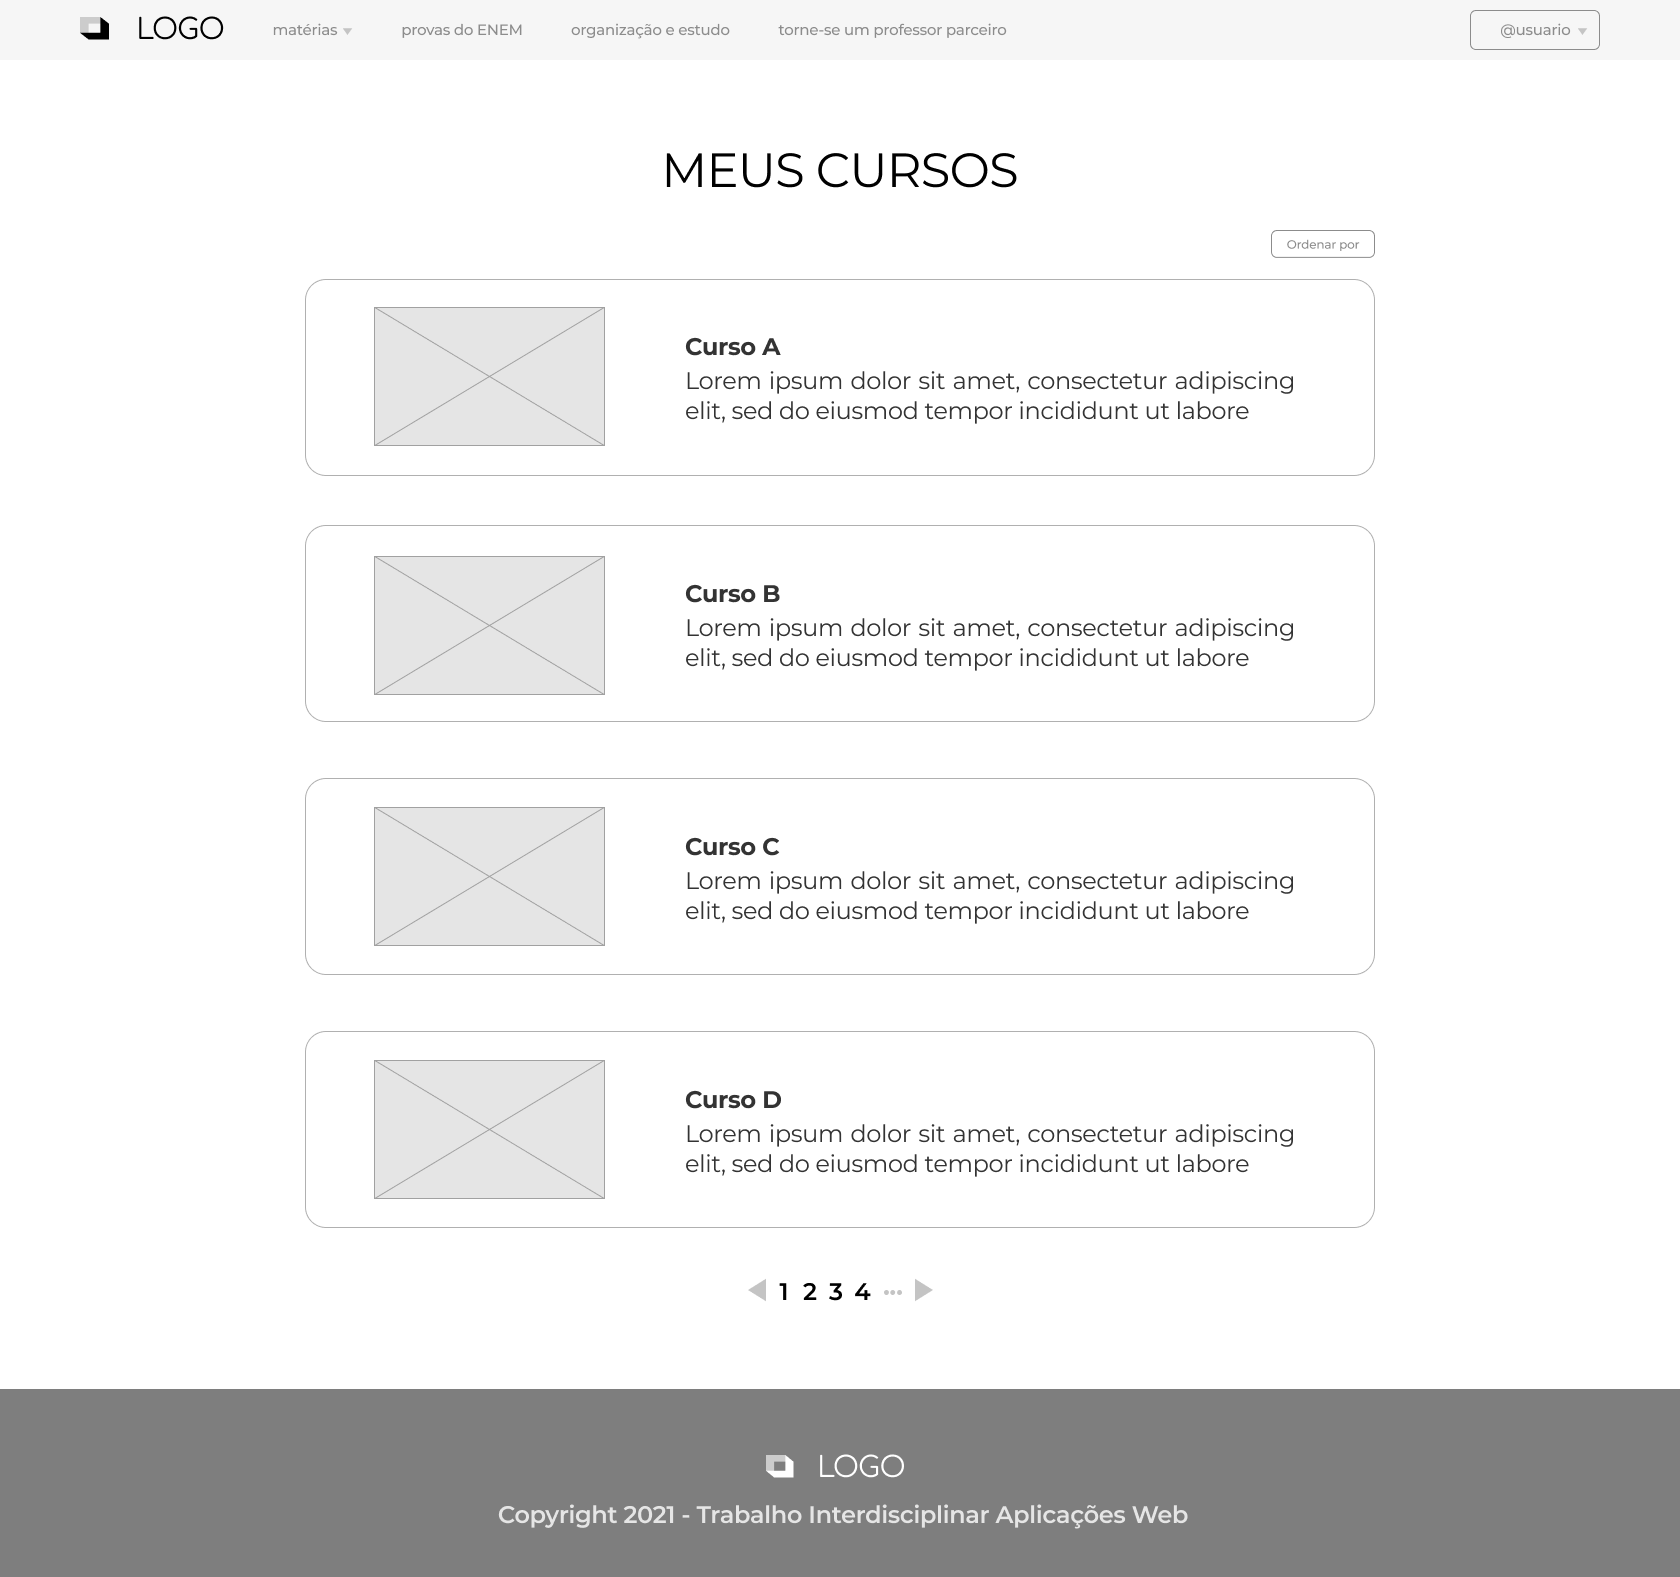 LOGO
matérias
provas do ENEM
organização e estudo
torne-se um professor parceiro
@usuario
MEUS CURSOS
Ordenar por
Curso A
Lorem ipsum dolor sit amet, consectetur adipiscing
elit, sed do eiusmod tempor incididunt ut labore
Curso B
Lorem ipsum dolor sit amet, consectetur adipiscing
elit, sed do eiusmod tempor incididunt ut labore
Curso C
Lorem ipsum dolor sit amet, consectetur adipiscing
elit, sed do eiusmod tempor incididunt ut labore
Curso D
Lorem ipsum dolor sit amet, consectetur adipiscing
elit, sed do eiusmod tempor incididunt ut labore
1 2 3 4 ...
LOGO
Copyright 2021 - Trabalho Interdisciplinar Aplicações Web